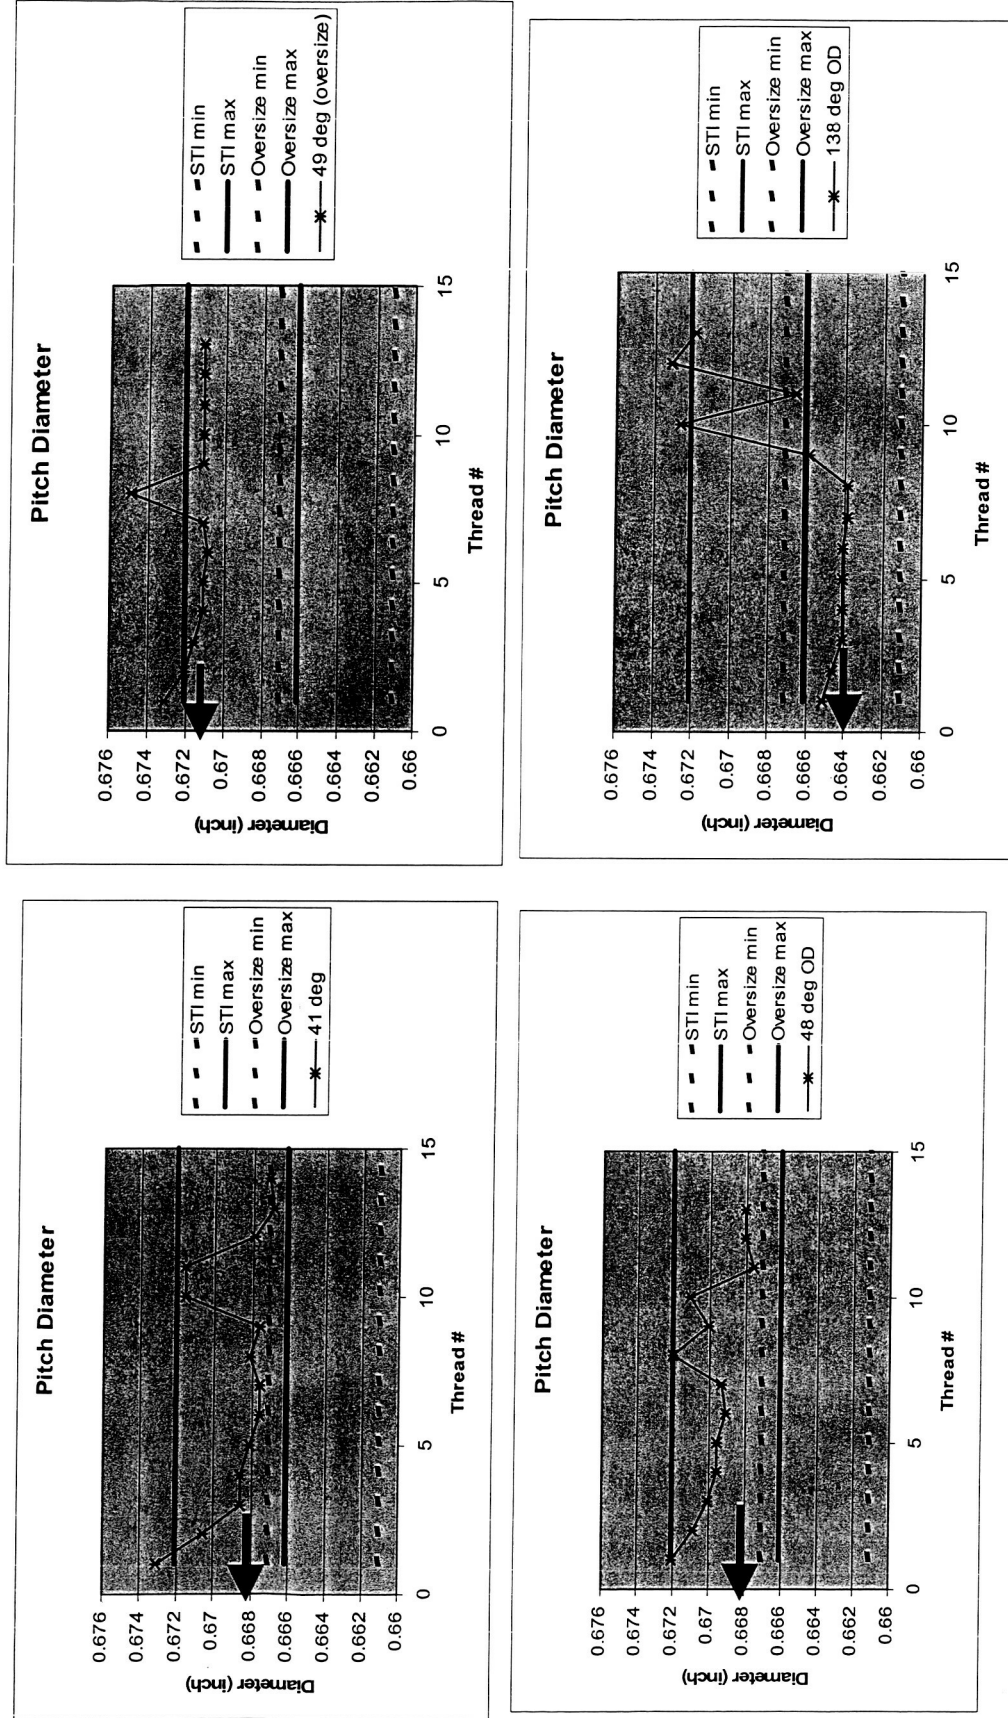 Pitch Diameter
Diameter (inch)
0.676
0.674
0.672
0.67
0.668
0.666
0.664
0.662
0.66
0
5
10
15
Thread #
STI min
STI max
Oversize min
Oversize max
41 deg
Pitch Diameter
Diameter (inch)
0.676
0.674
0.672
0.67
0.668
0.666
0.664
0.662
0.66
0
5
10
15
Thread #
STI min
STI max
Oversize min
Oversize max
49 deg (oversize)
Pitch Diameter
Diameter (inch)
0.676
0.674
0.672
0.67
0.668
0.666
0.664
0.662
0.66
0
5
10
15
Thread #
STI min
STI max
Oversize min
Oversize max
48 deg OD
Pitch Diameter
Diameter (inch)
0.676
0.674
0.672
0.67
0.668
0.666
0.664
0.662
0.66
0
5
10
15
Thread #
STI min
STI max
Oversize min
Oversize max
138 deg OD